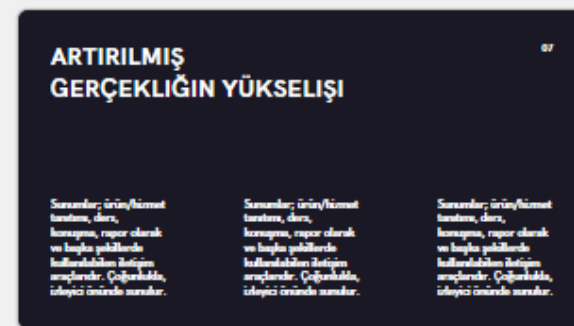 ARTIRILMIŞ
GERÇEKLIĞIN YÜKSELIŞI
07
Sunumlar; ürün/hizmet
tanıtımı, ders,
konuşma, rapor olarak
ve başka şekillerde
kullanılabilen iletişim
araçlarıdır. Çoğunlukla,
izleyici önünde sunulur.
Sunumlar; ürün/hizmet
tanıtımı, ders,
konuşma, rapor olarak
ve başka şekillerde
kullanılabilen iletişim
araçlarıdır. Çoğunlukla,
izleyici önünde sunulur.
Sunumlar; ürün/hizmet
tanıtımı, ders,
konuşma, rapor olarak
ve başka şekillerde
kullanılabilen iletişim
araçlarıdır. Çoğunlukla,
izleyici önünde sunulur.